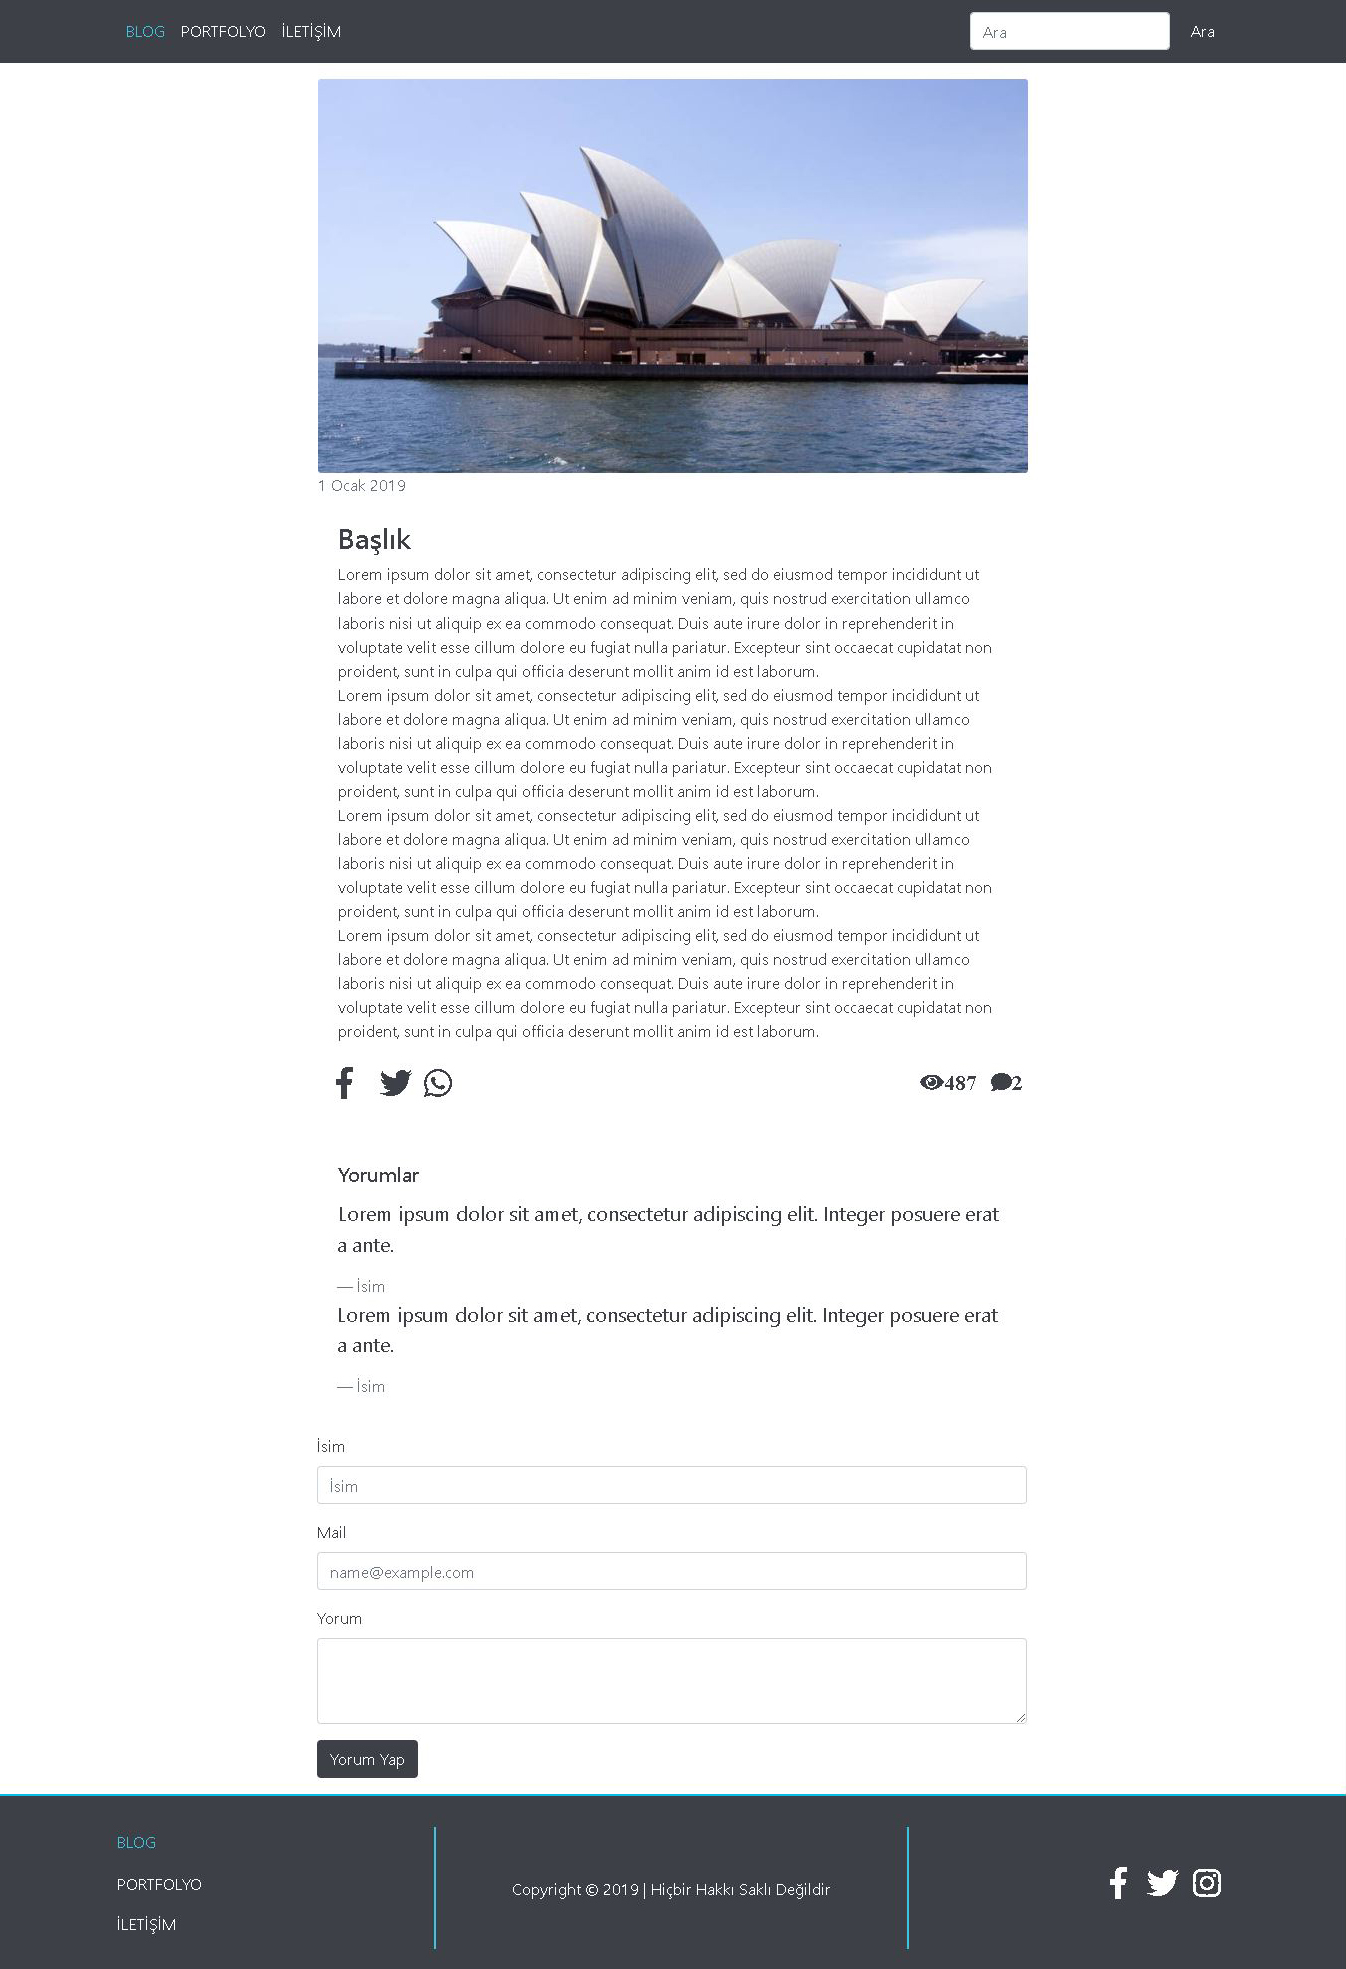 BLOG PORTFOLYO İLETİŞİM Ara Ara
1 Ocak 2019
Başlık
Lorem ipsum dolor sit amet, consectetur adipiscing elit, sed do eiusmod tempor incididunt ut
labore et dolore magna aliqua. Ut enim ad minim veniam, quis nostrud exercitation ullamco
laboris nisi ut aliquip ex ea commodo consequat. Duis aute irure dolor in reprehenderit in
voluptate velit esse cillum dolore eu fugiat nulla pariatur. Excepteur sint occaecat cupidatat non
proident, sunt in culpa qui officia deserunt mollit anim id est laborum.
Lorem ipsum dolor sit amet, consectetur adipiscing elit, sed do eiusmod tempor incididunt ut
labore et dolore magna aliqua. Ut enim ad minim veniam, quis nostrud exercitation ullamco
laboris nisi ut aliquip ex ea commodo consequat. Duis aute irure dolor in reprehenderit in
voluptate velit esse cillum dolore eu fugiat nulla pariatur. Excepteur sint occaecat cupidatat non
proident, sunt in culpa qui officia deserunt mollit anim id est laborum.
Lorem ipsum dolor sit amet, consectetur adipiscing elit, sed do eiusmod tempor incididunt ut
labore et dolore magna aliqua. Ut enim ad minim veniam, quis nostrud exercitation ullamco
laboris nisi ut aliquip ex ea commodo consequat. Duis aute irure dolor in reprehenderit in
voluptate velit esse cillum dolore eu fugiat nulla pariatur. Excepteur sint occaecat cupidatat non
proident, sunt in culpa qui officia deserunt mollit anim id est laborum.
Lorem ipsum dolor sit amet, consectetur adipiscing elit, sed do eiusmod tempor incididunt ut
labore et dolore magna aliqua. Ut enim ad minim veniam, quis nostrud exercitation ullamco
laboris nisi ut aliquip ex ea commodo consequat. Duis aute irure dolor in reprehenderit in
voluptate velit esse cillum dolore eu fugiat nulla pariatur. Excepteur sint occaecat cupidatat non
proident, sunt in culpa qui officia deserunt mollit anim id est laborum.
487 2
Yorumlar
Lorem ipsum dolor sit amet, consectetur adipiscing elit. Integer posuere erat
a ante.
— İsim
Lorem ipsum dolor sit amet, consectetur adipiscing elit. Integer posuere erat
a ante.
— İsim
İsim
İsim
Mail
name@example.com
Yorum
Yorum Yap
BLOG
PORTFOLYO
İLETİŞİM
Copyright © 2019 | Hiçbir Hakkı Saklı Değildir